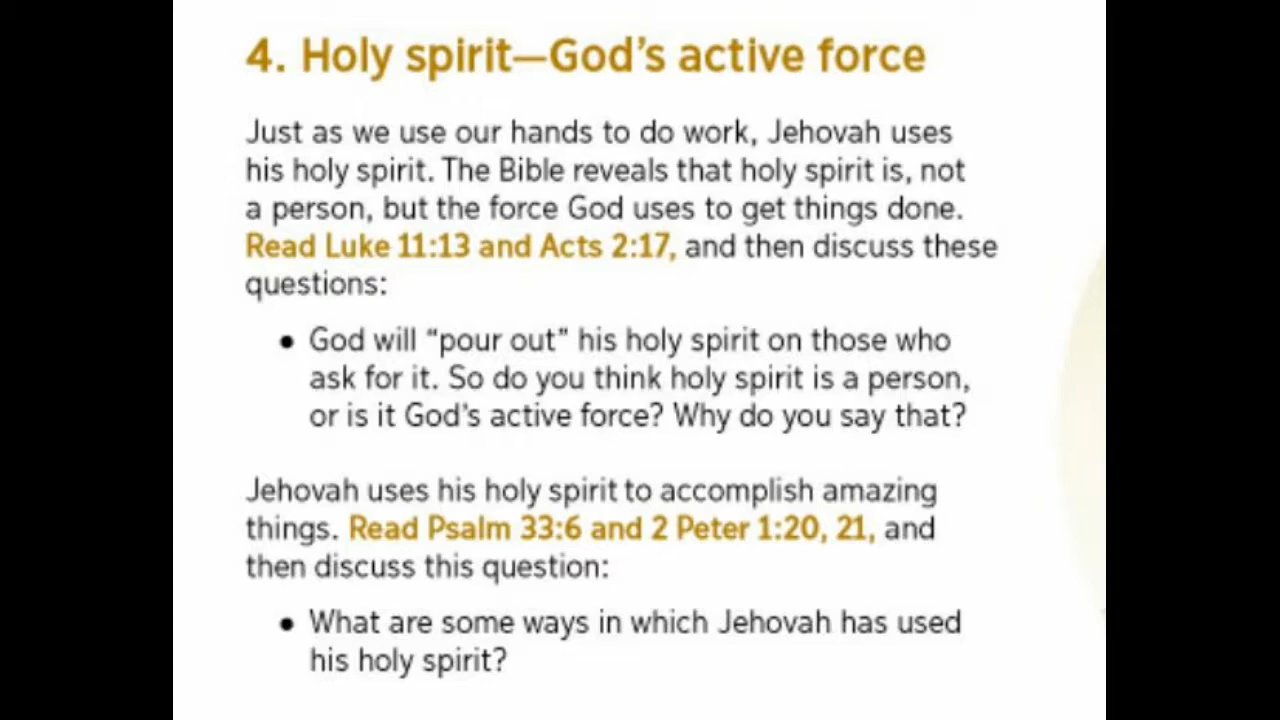 4. Holy spirit—God's active force
Just as we use our hands to do work, Jehovah uses
his holy spirit. The Bible reveals that holy spirit is, not
a person, but the force God uses to get things done.
Read Luke 11:13 and Acts 2:17, and then discuss these
questions:
• God will “pour out” his holy spirit on those who
ask for it. So do you think holy spirit is a person,
or is it God's active force? Why do you say that?
Jehovah uses his holy spirit to accomplish amazing
things. Read Psalm 33:6 and 2 Peter 1:20, 21, and
then discuss this question:
• What are some ways in which Jehovah has used
his holy spirit?